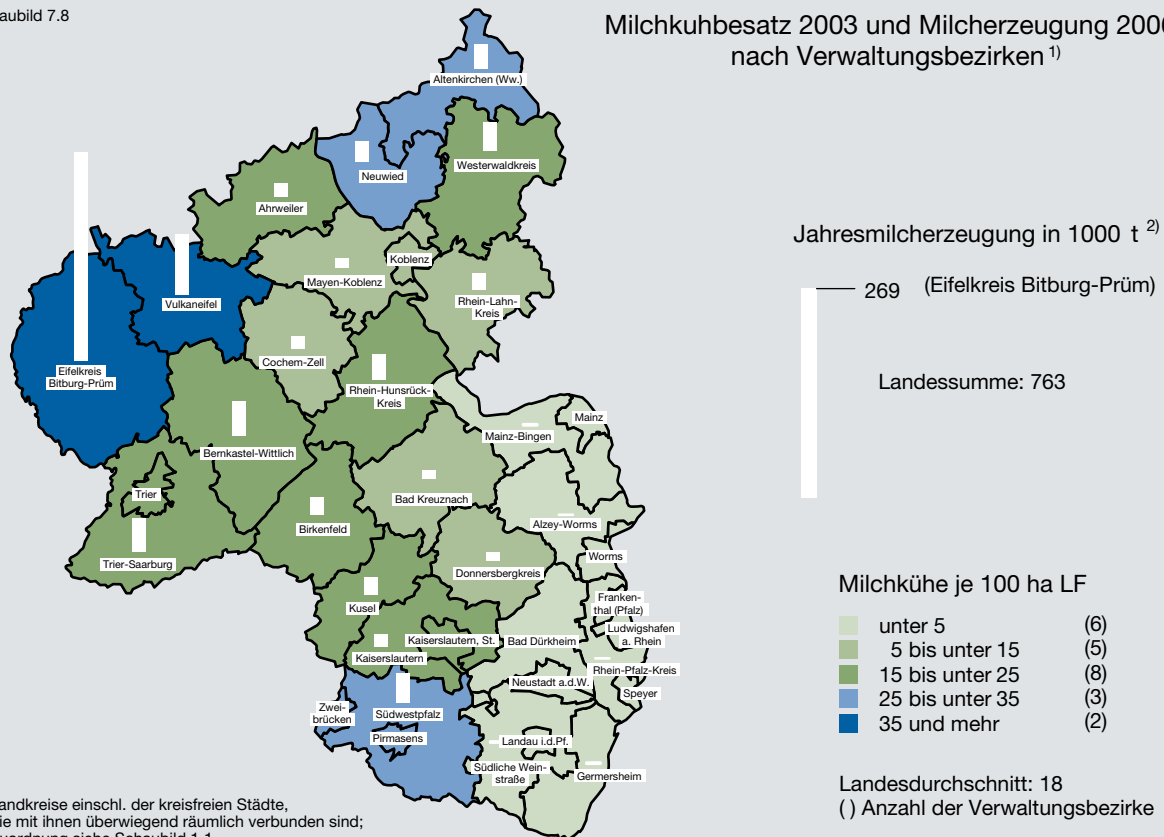 aubild 7.8
Milchkuhbesatz 2003 und Milcherzeugung 200
nach Verwaltungsbezirken 1)
Altenkirchen (Ww.)
Westerwaldkreis
Neuwied
Ahrweiler
Koblenz
Mayen-Koblenz
Vulkaneifel
Rhein-Lahn-
Kreis
Cochem-Zell
Eifelkreis
Bitburg-Prüm
Rhein-Hunsrück-
Kreis
Mainz
Mainz-Bingen
Bernkastel-Wittlich
Trier
Bad Kreuznach
Birkenfeld
Alzey-Worms
Trier-Saarburg
Worms
Donnersbergkreis
Franken-
thal (Pfalz)
Kusel
Ludwigshafen
a. Rhein
Kaiserslautern, St.
Bad Dürkheim
Kaiserslautern
Rhein-Pfalz-Kreis
Neustadt a.d.W.
Speyer
Zwei-
brücken
Südwestpfalz
Pirmasens
Landau i.d.Pf.
Südliche Wein-
straße
Germersheim
Jahresmilcherzeugung in 1000 t 2)
269 (Eifelkreis Bitburg-Prüm)
Landessumme: 763
Milchkühe je 100 ha LF
unter 5 (6)
5 bis unter 15 (5)
15 bis unter 25 (8)
25 bis unter 35 (3)
35 und mehr (2)
Landesdurchschnitt: 18
( ) Anzahl der Verwaltungsbezirke
andkreise einschl. der kreisfreien Städte,
ie mit ihnen überwiegend räumlich verbunden sind;
uordnung siehe Schaubild 1.1